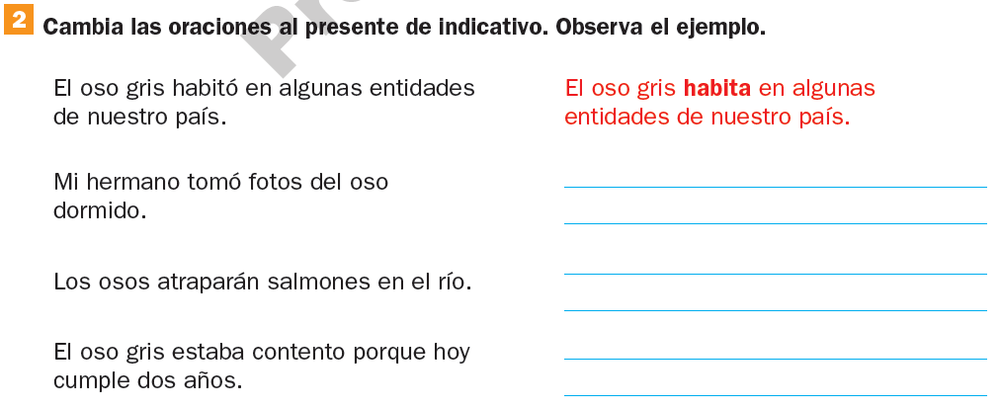 2 Cambia las oraciones al presente de indicativo. Observa el ejemplo.
El oso gris habitó en algunas entidades
de nuestro país.
El oso gris habita en algunas
entidades de nuestro país.
Mi hermano tomó fotos del oso
dormido.
Los osos atraparán salmones en el río.
El oso gris estaba contento porque hoy
cumple dos años.